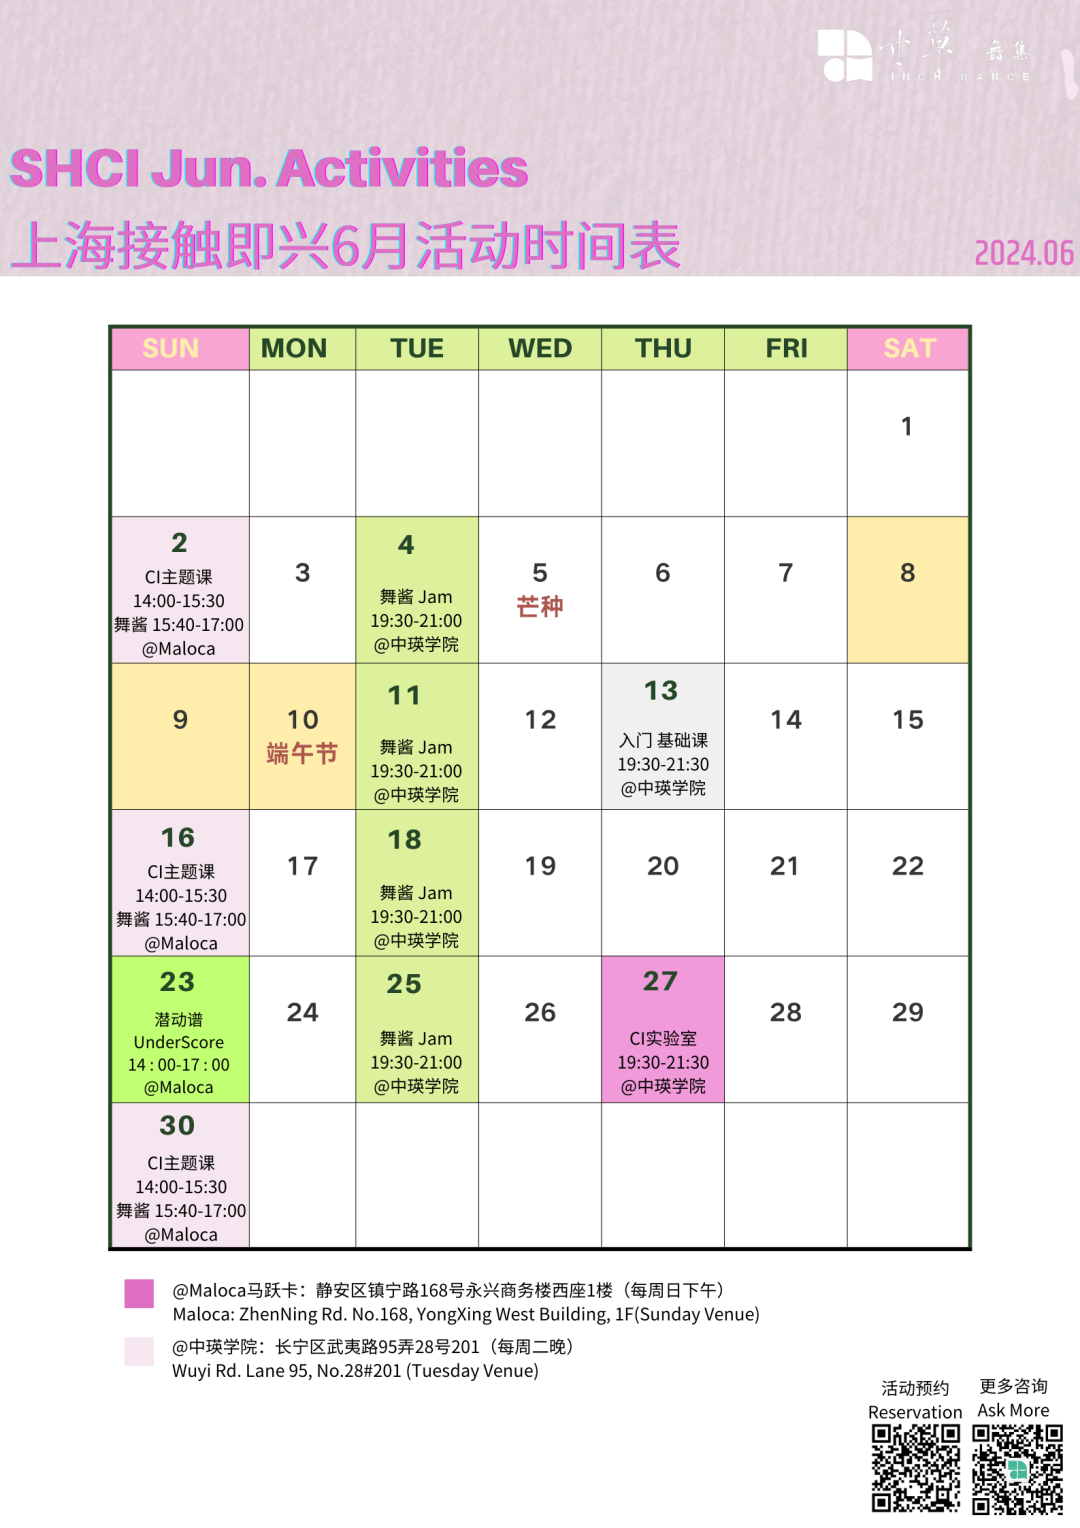 寸草 舞集
INCH DANCE
SHCI Jun. Activities
上海接触即兴6月活动时间表
2024.06
SUN MON TUE WED THU FRI SAT
1
2
CI主题课
14:00-15:30
舞酱 15:40-17:00
@Maloca
3
4
舞酱 Jam
19:30-21:00
@中瑛学院
5
芒种
6
7
8
9
10
端午节
11
舞酱 Jam
19:30-21:00
@中瑛学院
12
13
入门 基础课
19:30-21:30
@中瑛学院
14
15
16
CI主题课
14:00-15:30
舞酱 15:40-17:00
@Maloca
17
18
舞酱 Jam
19:30-21:00
@中瑛学院
19
20
21
22
23
潜动谱
UnderScore
14 : 00-17 : 00
@Maloca
24
25
舞酱 Jam
19:30-21:00
@中瑛学院
26
27
CI实验室
19:30-21:30
@中瑛学院
28
29
30
CI主题课
14:00-15:30
舞酱 15:40-17:00
@Maloca
@Maloca马跃卡：静安区镇宁路168号永兴商务楼西座1楼（每周日下午）
Maloca: ZhenNing Rd. No.168, YongXing West Building, 1F(Sunday Venue)
@中瑛学院：长宁区武夷路95弄28号201（每周二晚）
Wuyi Rd. Lane 95, No.28#201 (Tuesday Venue)
活动预约
Reservation
更多咨询
Ask More